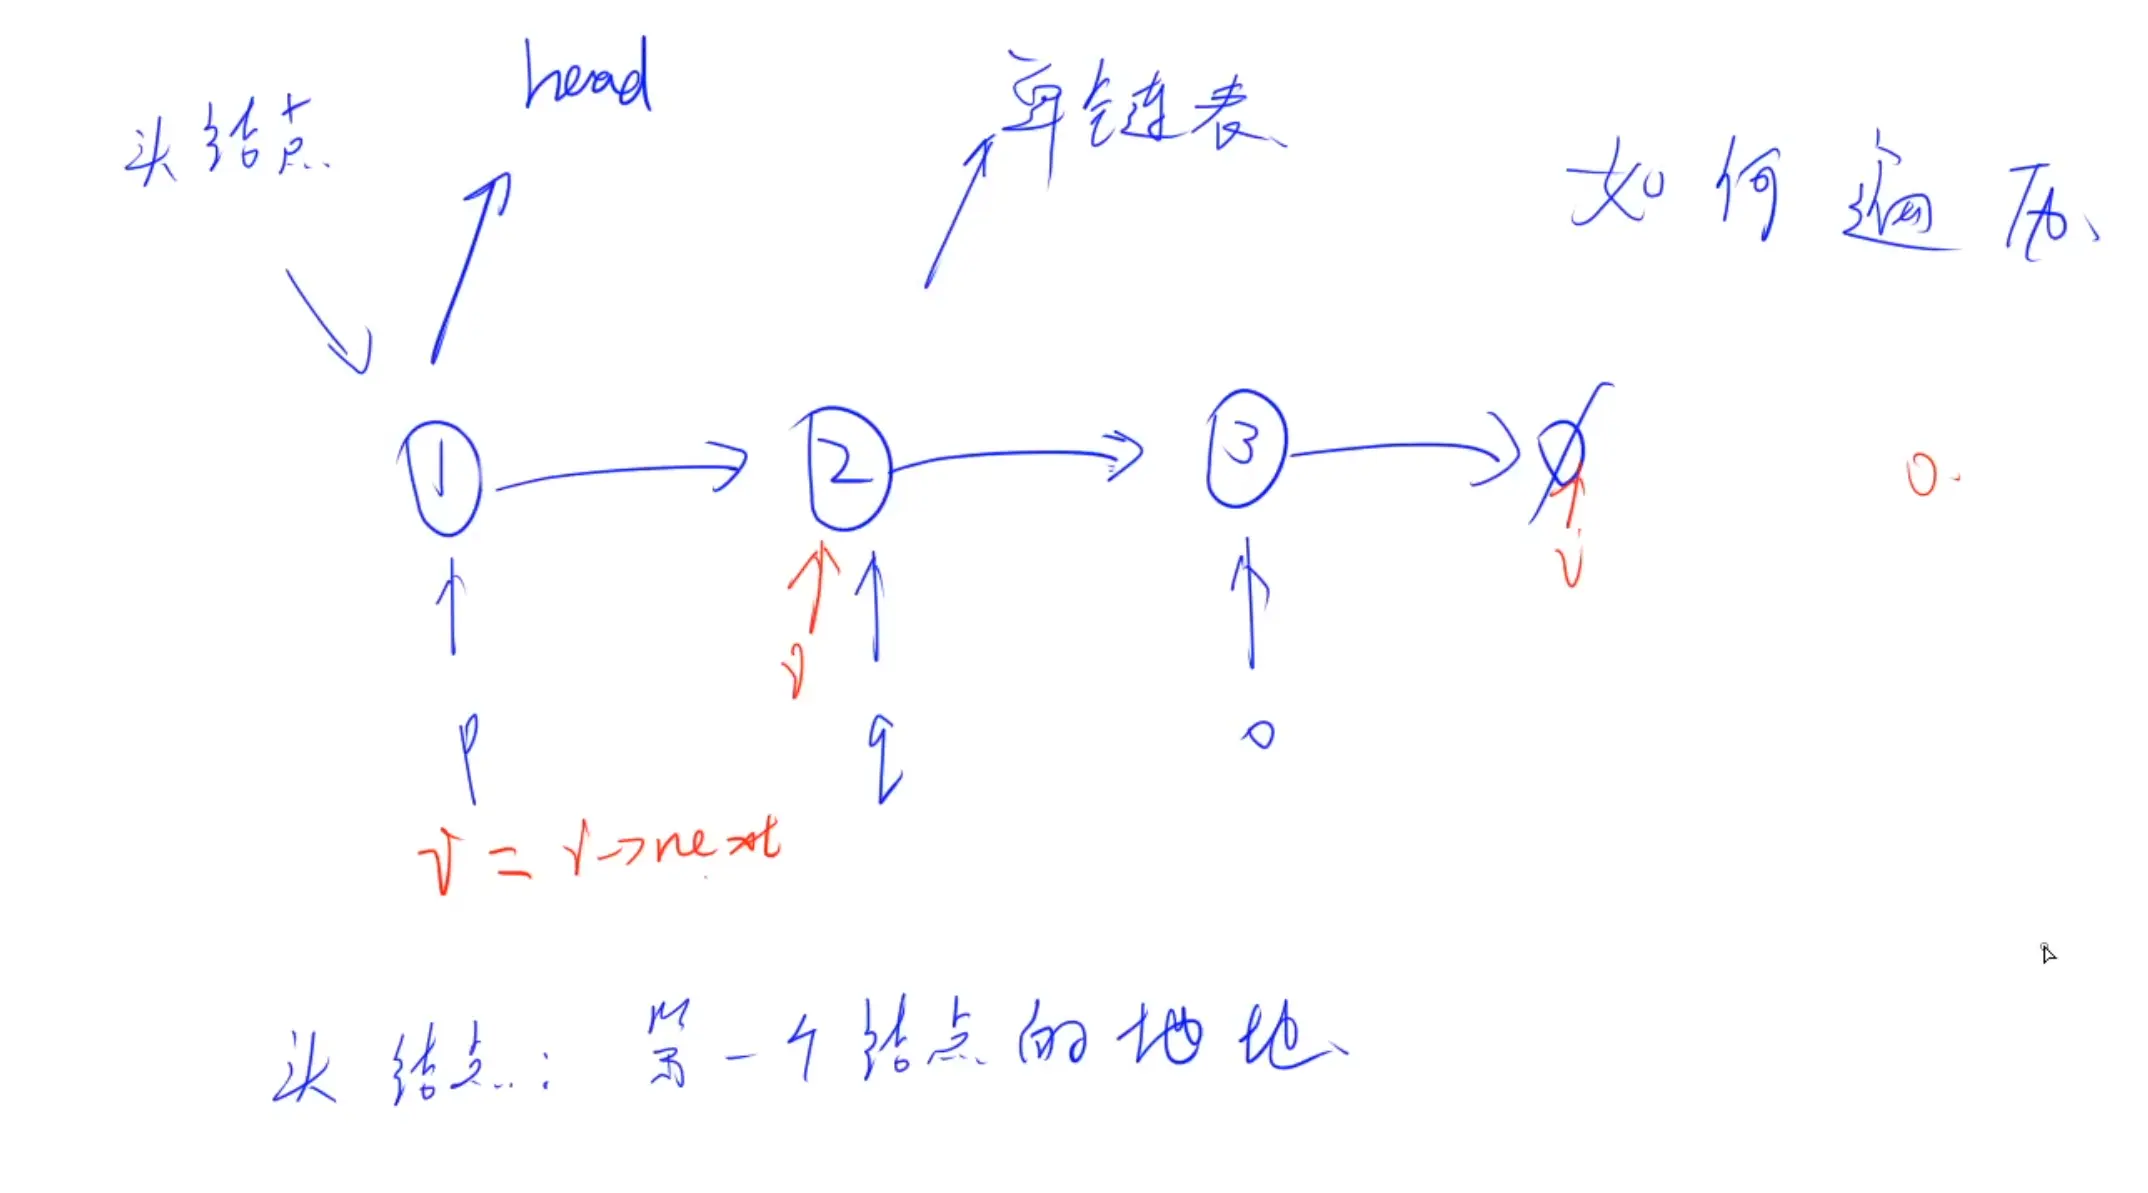 头结点
head
单链表
如何遍历
1
2
3
0.
i
i
p
q
o
i = i->next
头结点: 第一个结点的地址